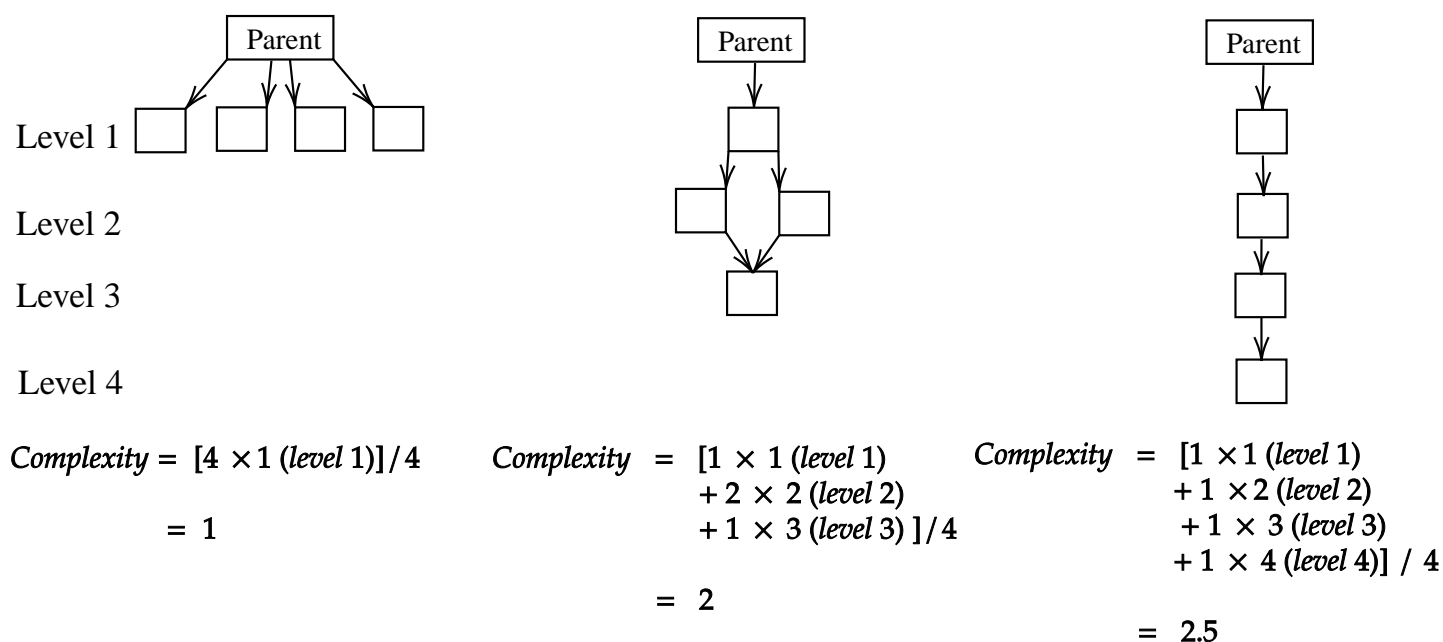 Parent
Parent
Parent
Level 1
Level 2
Level 3
Level 4
Complexity = [4 × 1 (level 1)]/4
= 1
Complexity = [1 × 1 (level 1)
+ 2 × 2 (level 2)
+ 1 × 3 (level 3) ]/4
= 2
Complexity = [1 × 1 (level 1)
+ 1 × 2 (level 2)
+ 1 × 3 (level 3)
+ 1 × 4 (level 4)] / 4
= 2.5